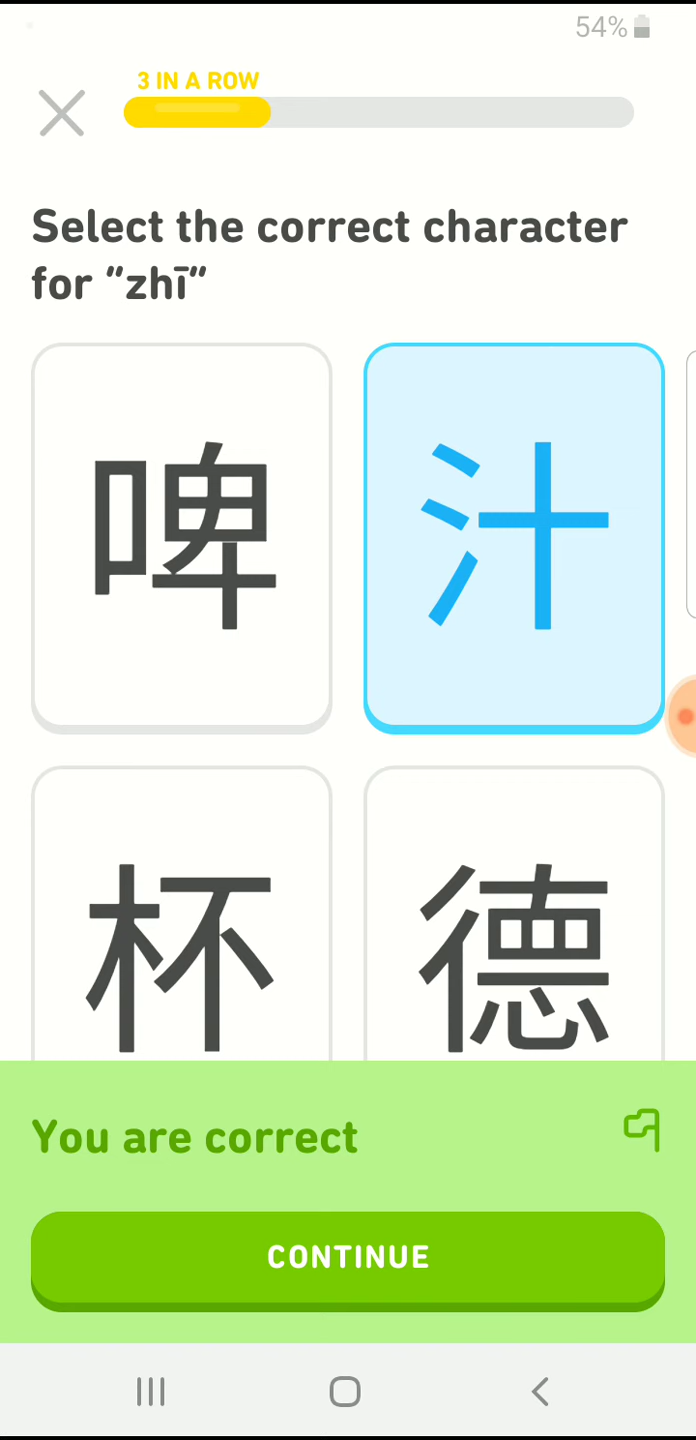 54%
3 IN A ROW
Select the correct character
for "zhī"
啤
汁
杯
德
You are correct
CONTINUE